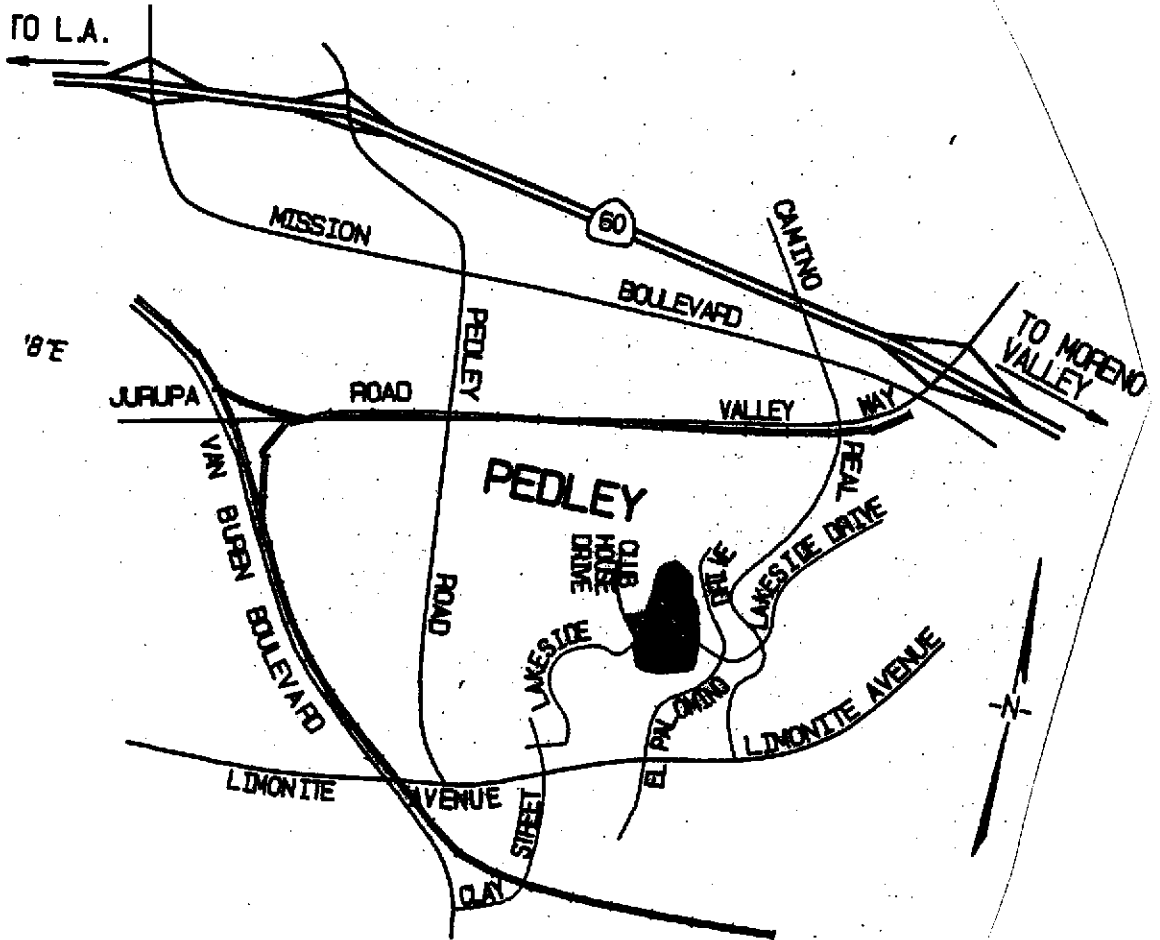 TO L.A.
60
MISSION
BOULEVARD
CAMINO
REAL
TO MORENO
VALLEY
'8"E
PEDLEY
ROAD
JURUPA
ROAD
VALLEY
WAY
VAN BUREN BOULEVARD
PEDLEY
CLUB
HOUSE
DRIVE
DRIVE
LAKESIDE DRIVE
LAKESIDE
EL PALOMINO
LIMONITE AVENUE
-N-
LIMONITE
AVENUE
STREET
CLAY